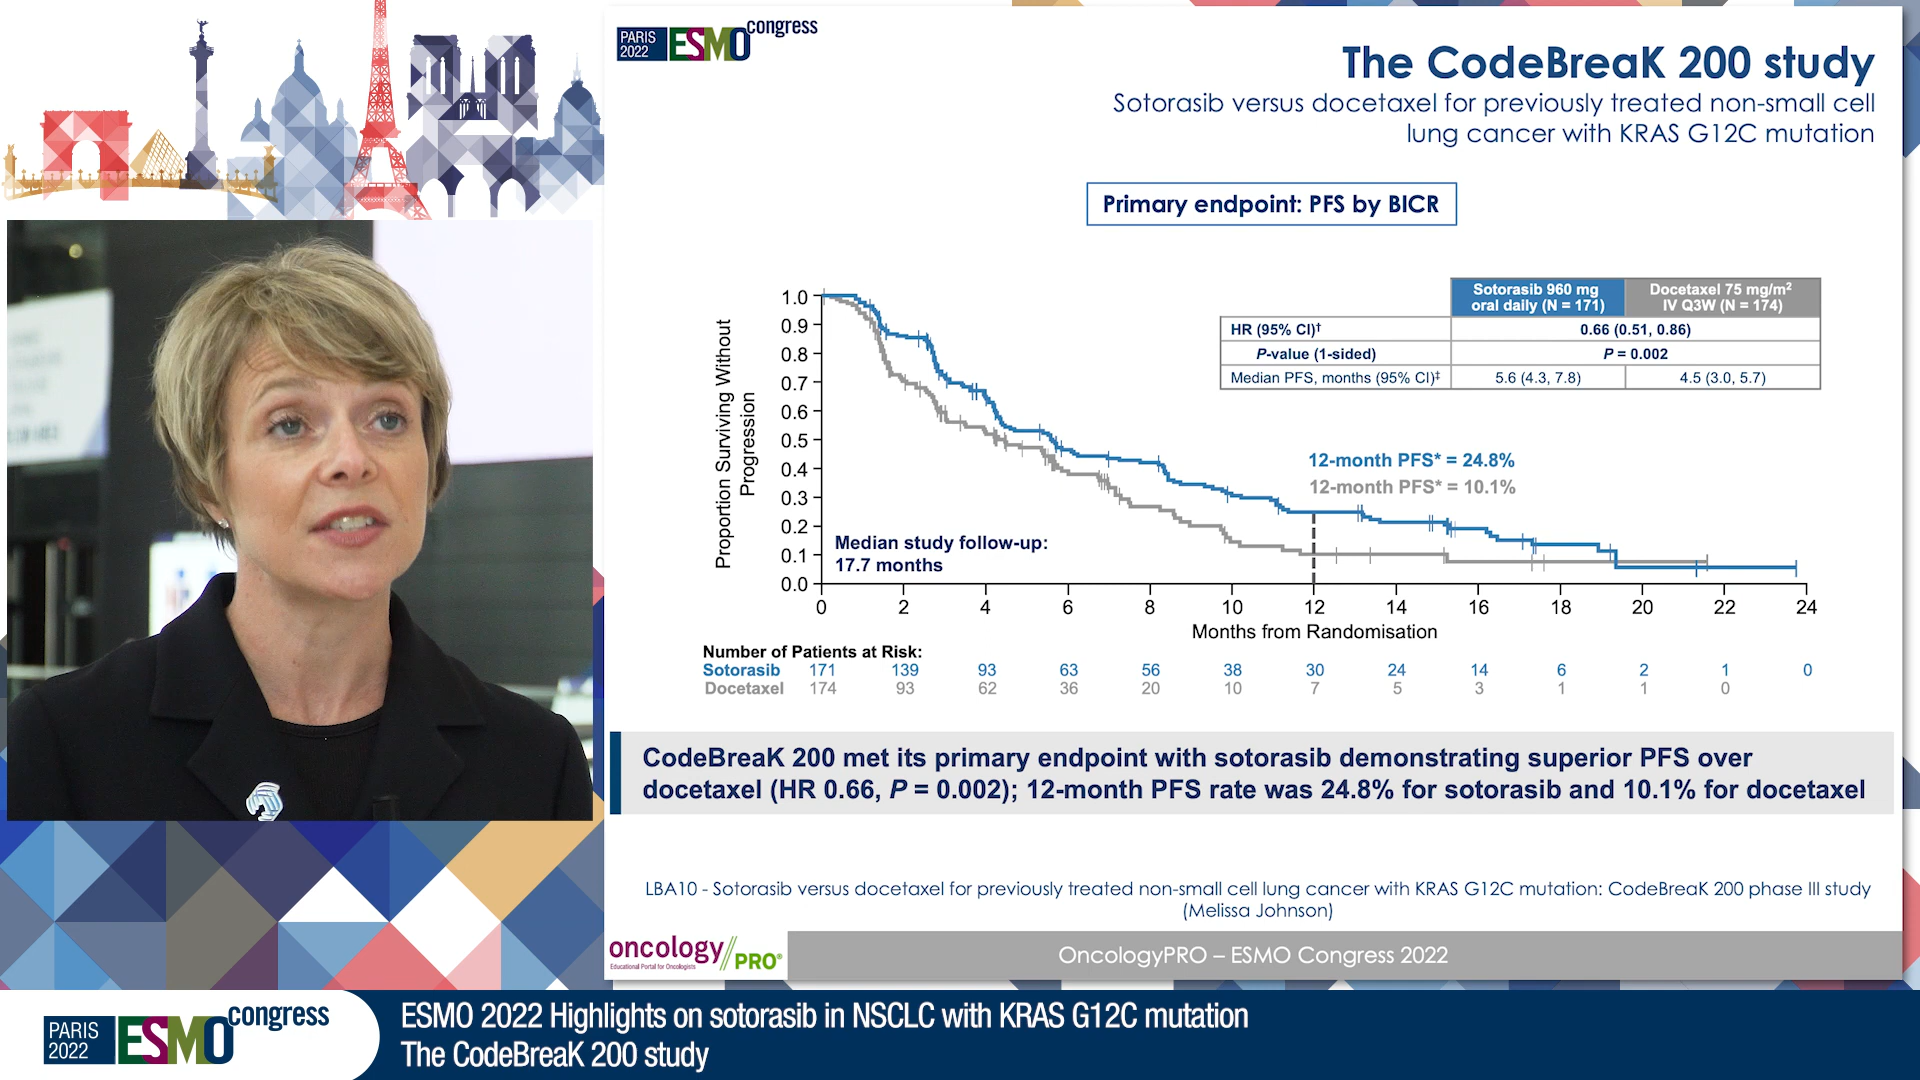 PARIS
2022
ESMO
congress
The CodeBreaK 200 study
Sotorasib versus docetaxel for previously treated non-small cell
lung cancer with KRAS G12C mutation
Primary endpoint: PFS by BICR
Sotorasib 960 mg
oral daily (N = 171)
Docetaxel 75 mg/m²
IV Q3W (N = 174)
HR (95% CI)† 0.66 (0.51, 0.86)
P-value (1-sided) P = 0.002
Median PFS, months (95% CI)‡ 5.6 (4.3, 7.8) 4.5 (3.0, 5.7)
Proportion Surviving Without
Progression
1.0
0.9
0.8
0.7
0.6
0.5
0.4
0.3
0.2
0.1
0.0
12-month PFS* = 24.8%
12-month PFS* = 10.1%
Median study follow-up:
17.7 months
0 2 4 6 8 10 12 14 16 18 20 22 24
Months from Randomisation
Number of Patients at Risk:
Sotorasib 171 139 93 63 56 38 30 24 14 6 2 1 0
Docetaxel 174 93 62 36 20 10 7 5 3 1 1 0
CodeBreaK 200 met its primary endpoint with sotorasib demonstrating superior PFS over
docetaxel (HR 0.66, P = 0.002); 12-month PFS rate was 24.8% for sotorasib and 10.1% for docetaxel
LBA10 - Sotorasib versus docetaxel for previously treated non-small cell lung cancer with KRAS G12C mutation: CodeBreaK 200 phase III study
(Melissa Johnson)
oncology//PRO®
Educational Portal for Oncologists
OncologyPRO – ESMO Congress 2022
PARIS
2022
ESMO
congress
ESMO 2022 Highlights on sotorasib in NSCLC with KRAS G12C mutation
The CodeBreaK 200 study